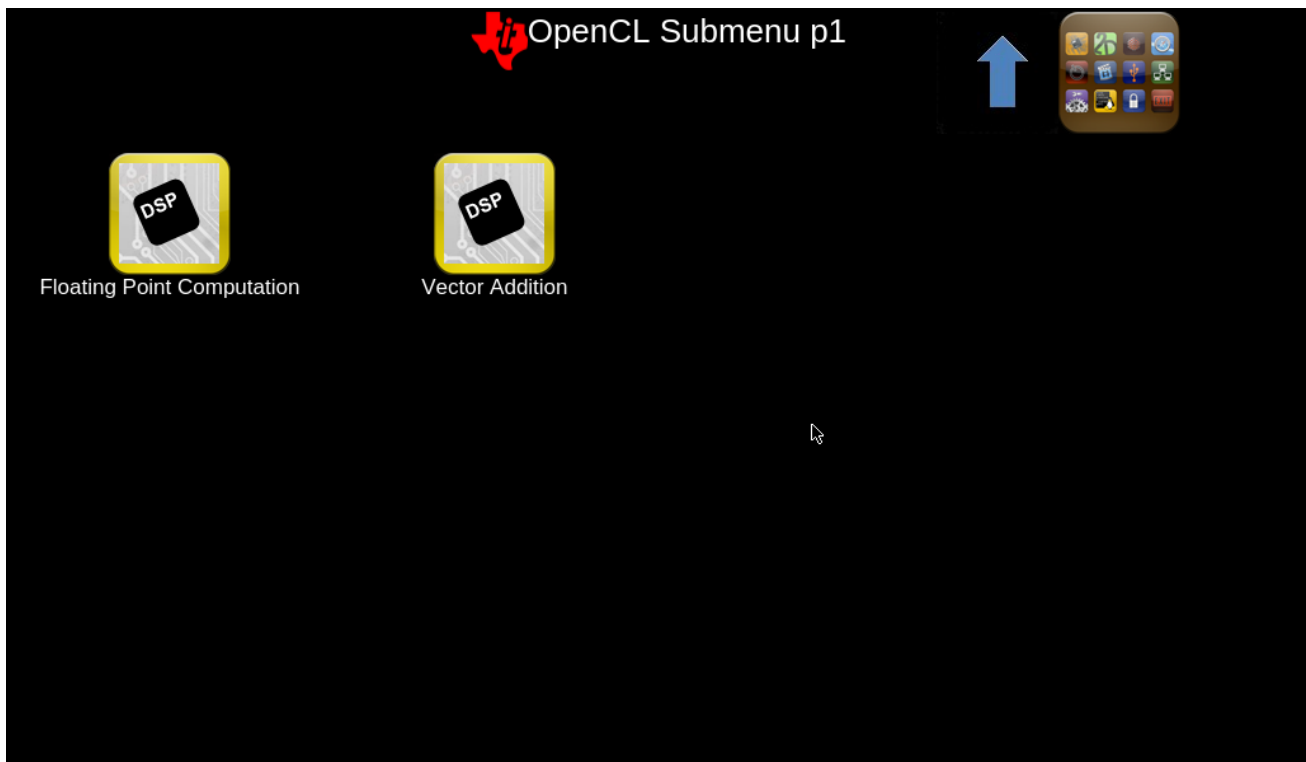 OpenCL Submenu p1
DSP
DSP
Floating Point Computation
Vector Addition